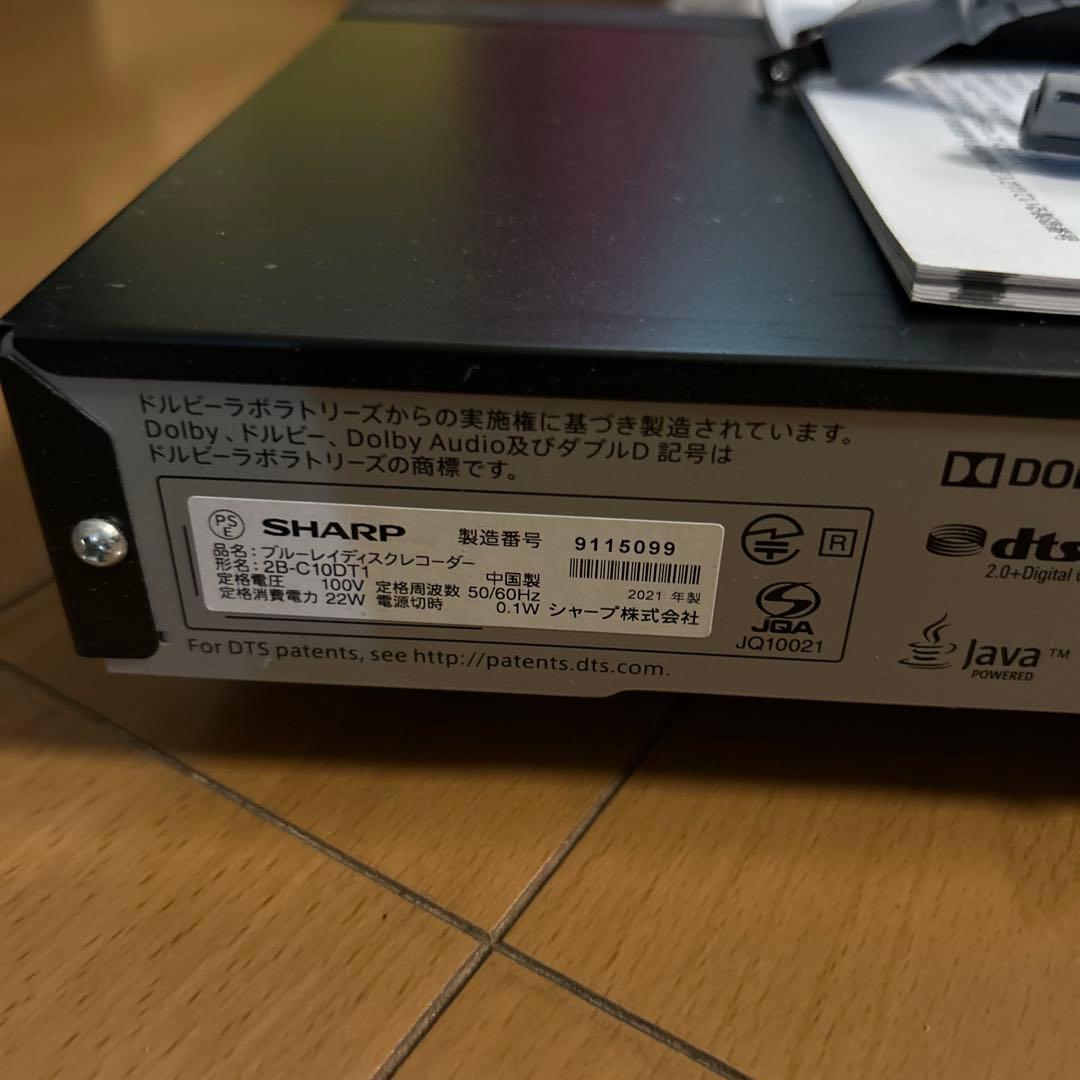 ドルビーラボラトリーズからの実施権に基づき製造されています。
Dolby、ドルビー、Dolby Audio及びダブルD 記号は
ドルビーラボラトリーズの商標です。
PS
E
SHARP 製造番号 9115099
品名:ブルーレイディスクレコーダー
形名:2B-C10DT1 中国製
定格電圧 100V 定格周波数 50/60Hz 2021 年製
定格消費電力 22W 電源切時 0.1W シャープ株式会社
R
JQA
JQ10021
For DTS patents, see http://patents.dts.com.
DOL
dts
2.0+Digital
Java™
POWERED